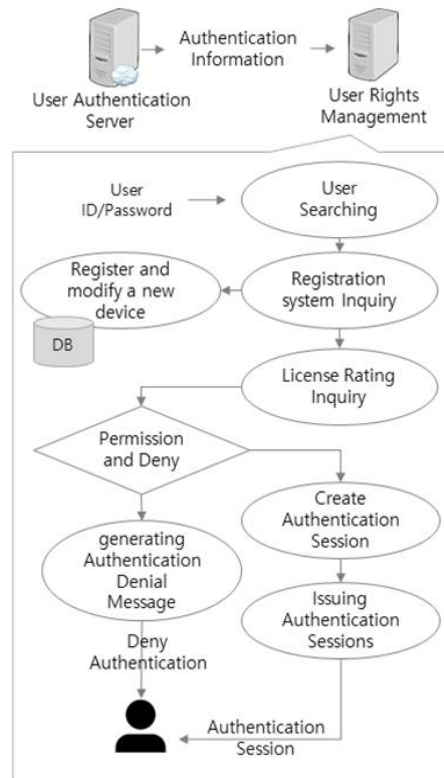 Authentication
Information
User Authentication
Server
User Rights
Management
User
ID/Password
User
Searching
Register and
modify a new
device
DB
Registration
system Inquiry
License Rating
Inquiry
Permission
and Deny
Create
Authentication
Session
generating
Authentication
Denial
Message
Issuing
Authentication
Sessions
Deny
Authentication
Authentication
Session